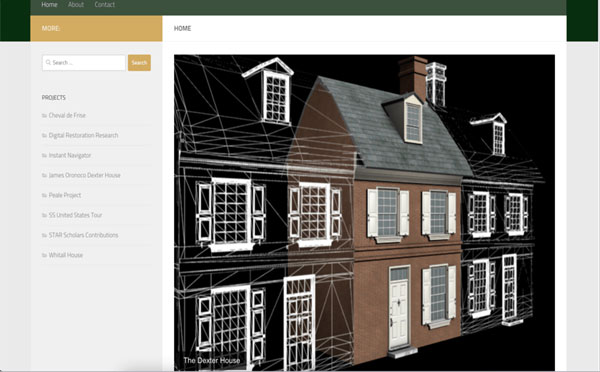 Home About Contact
MORE:
HOME
Search ...
Search
PROJECTS
Cheval de Frise
Digital Restoration Research
Instant Navigator
James Oronoco Dexter House
Peale Project
SS United States Tour
STAR Scholars Contributions
Whitall House
The Dexter House